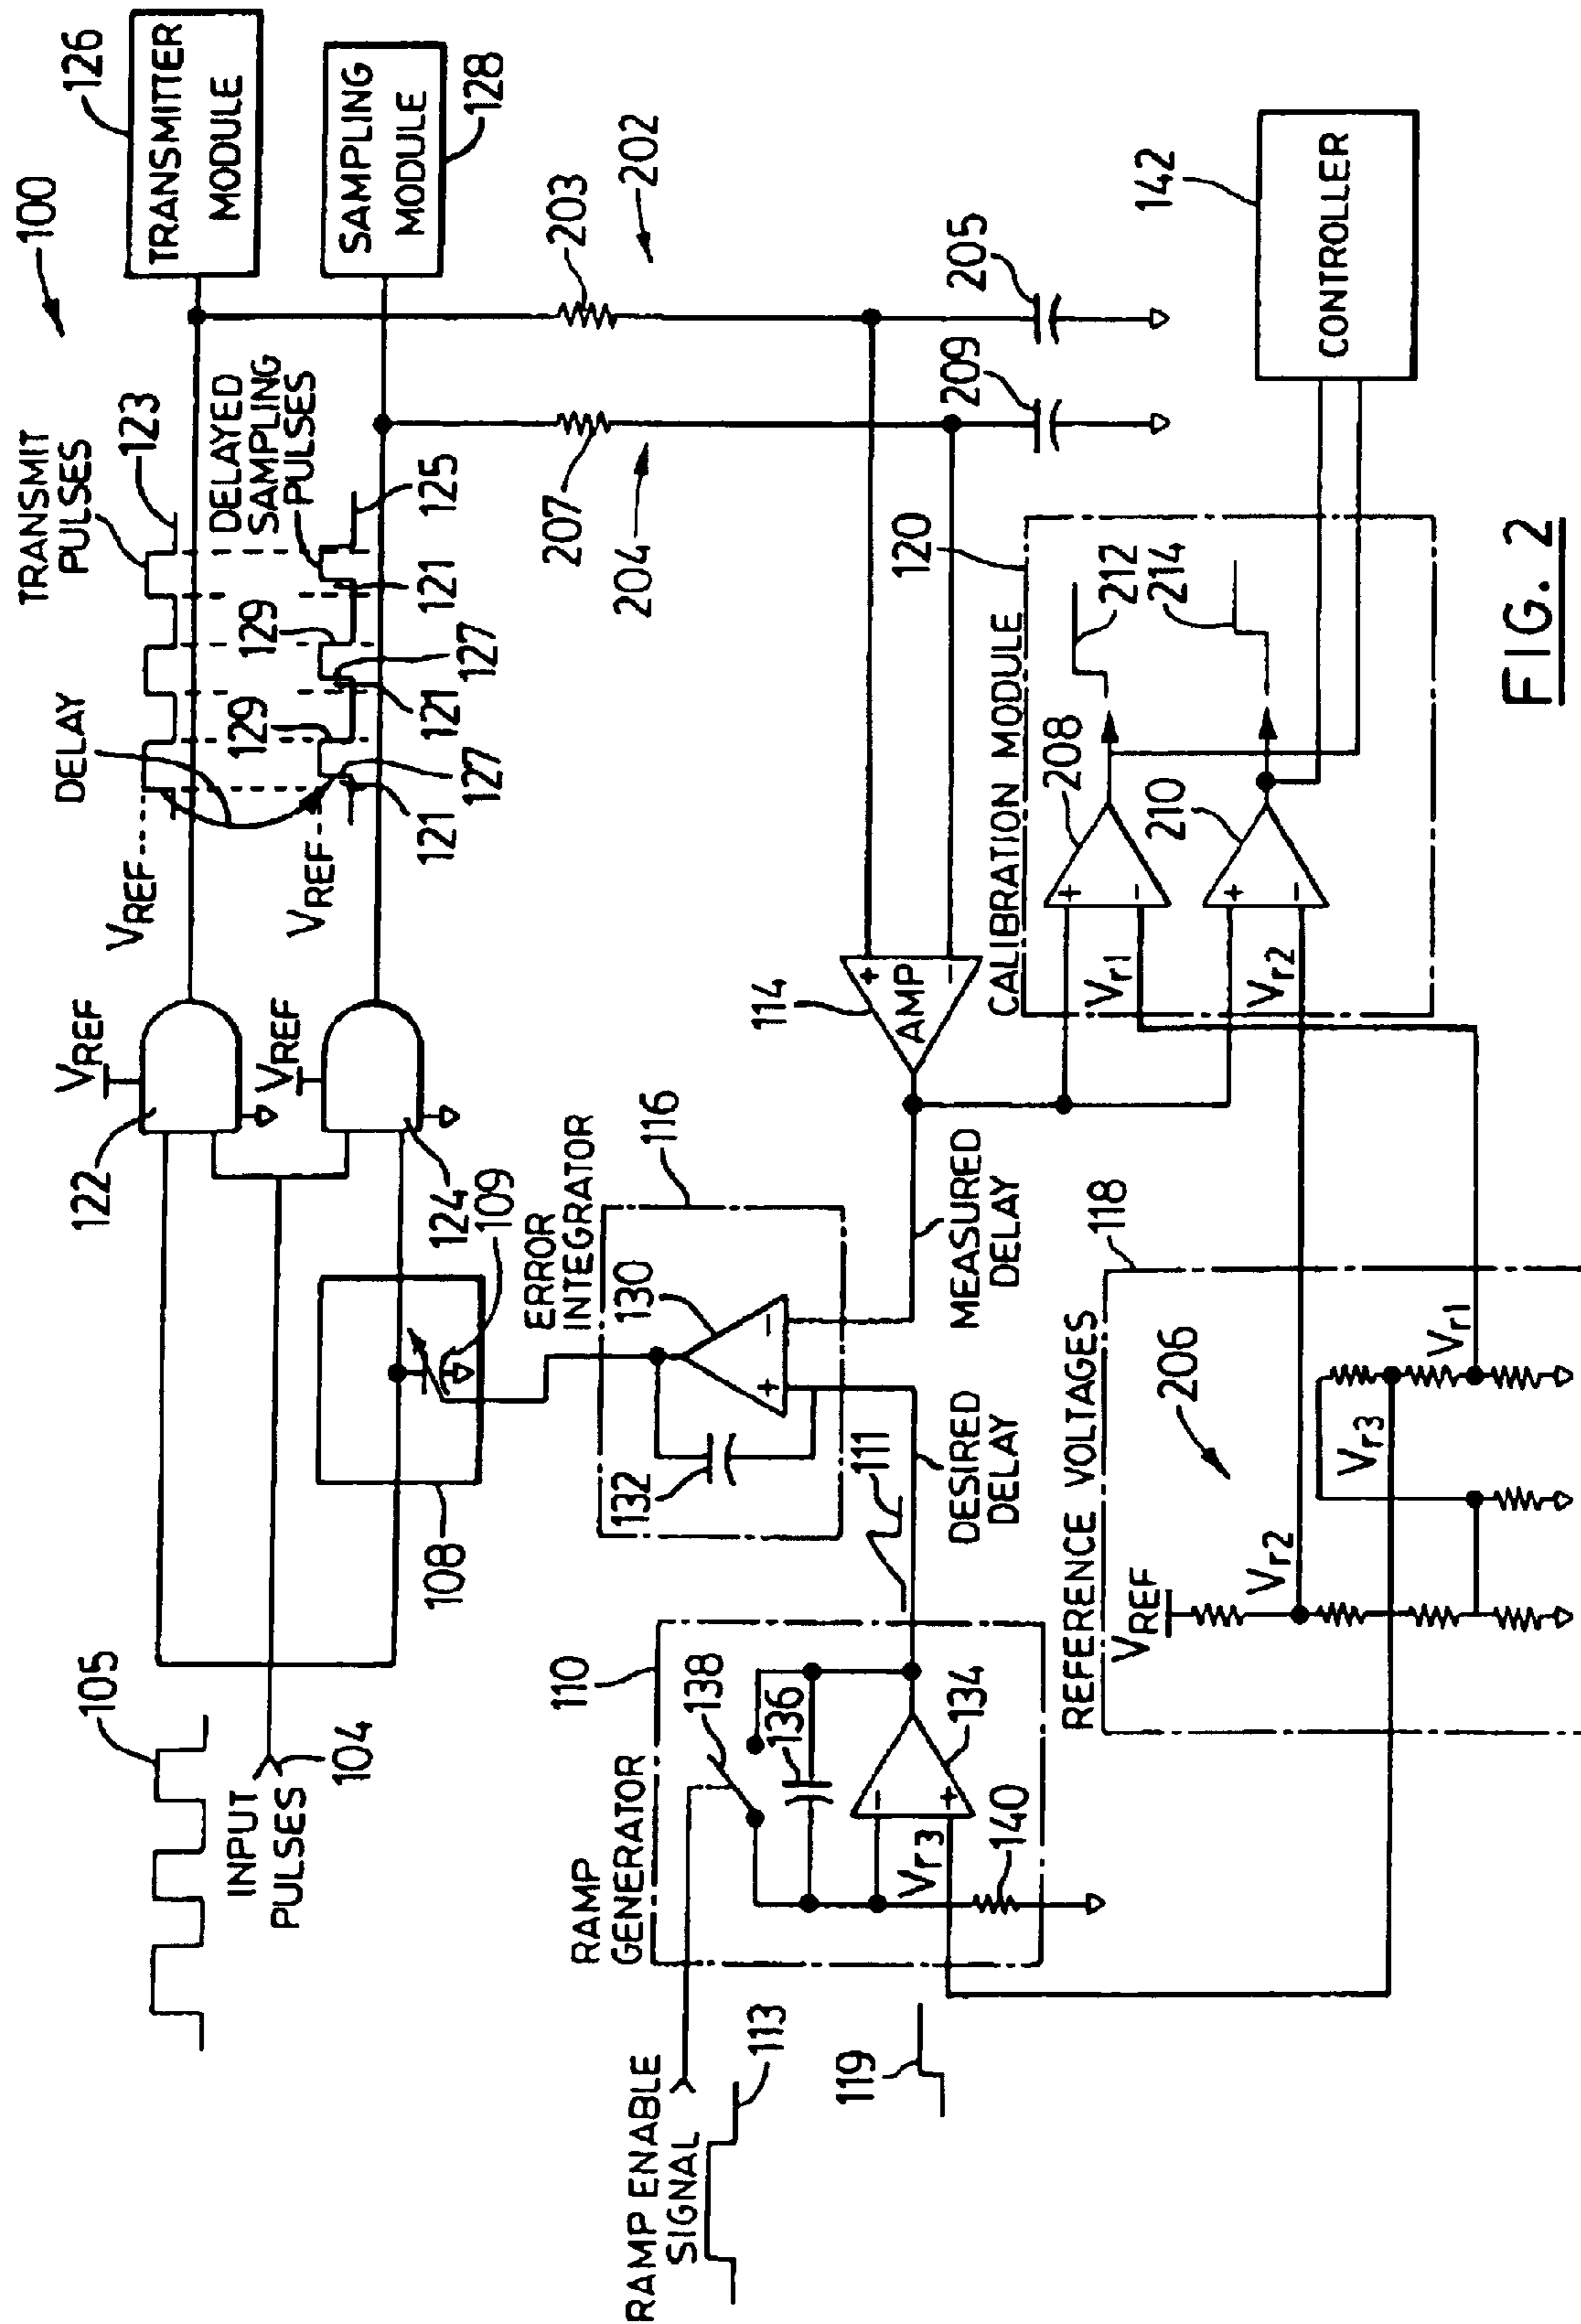 100
TRANSMITTER
MODULE
126
SAMPLING
MODULE
128
105
INPUT
PULSES
104
122
VREF
124
VREF
109
108
VREF
VREF
DELAY
TRANSMIT
PULSES
123
DELAYED
SAMPLING
PULSES
125
129
129
127
127
121
121
121
203
202
207
204
205
209
RAMP ENABLE
SIGNAL
113
119
RAMP
GENERATOR
110
138
136
134
140
Vr3
111
ERROR
INTEGRATOR
116
130
132
+
-
DESIRED
DELAY
MEASURED
DELAY
114
AMP
+
-
CALIBRATION MODULE
120
208
210
+
-
+
-
Vr1
Vr2
212
214
142
CONTROLLER
REFERENCE VOLTAGES
118
VREF
Vr2
206
Vr3
Vr1
-
+
FIG. 2